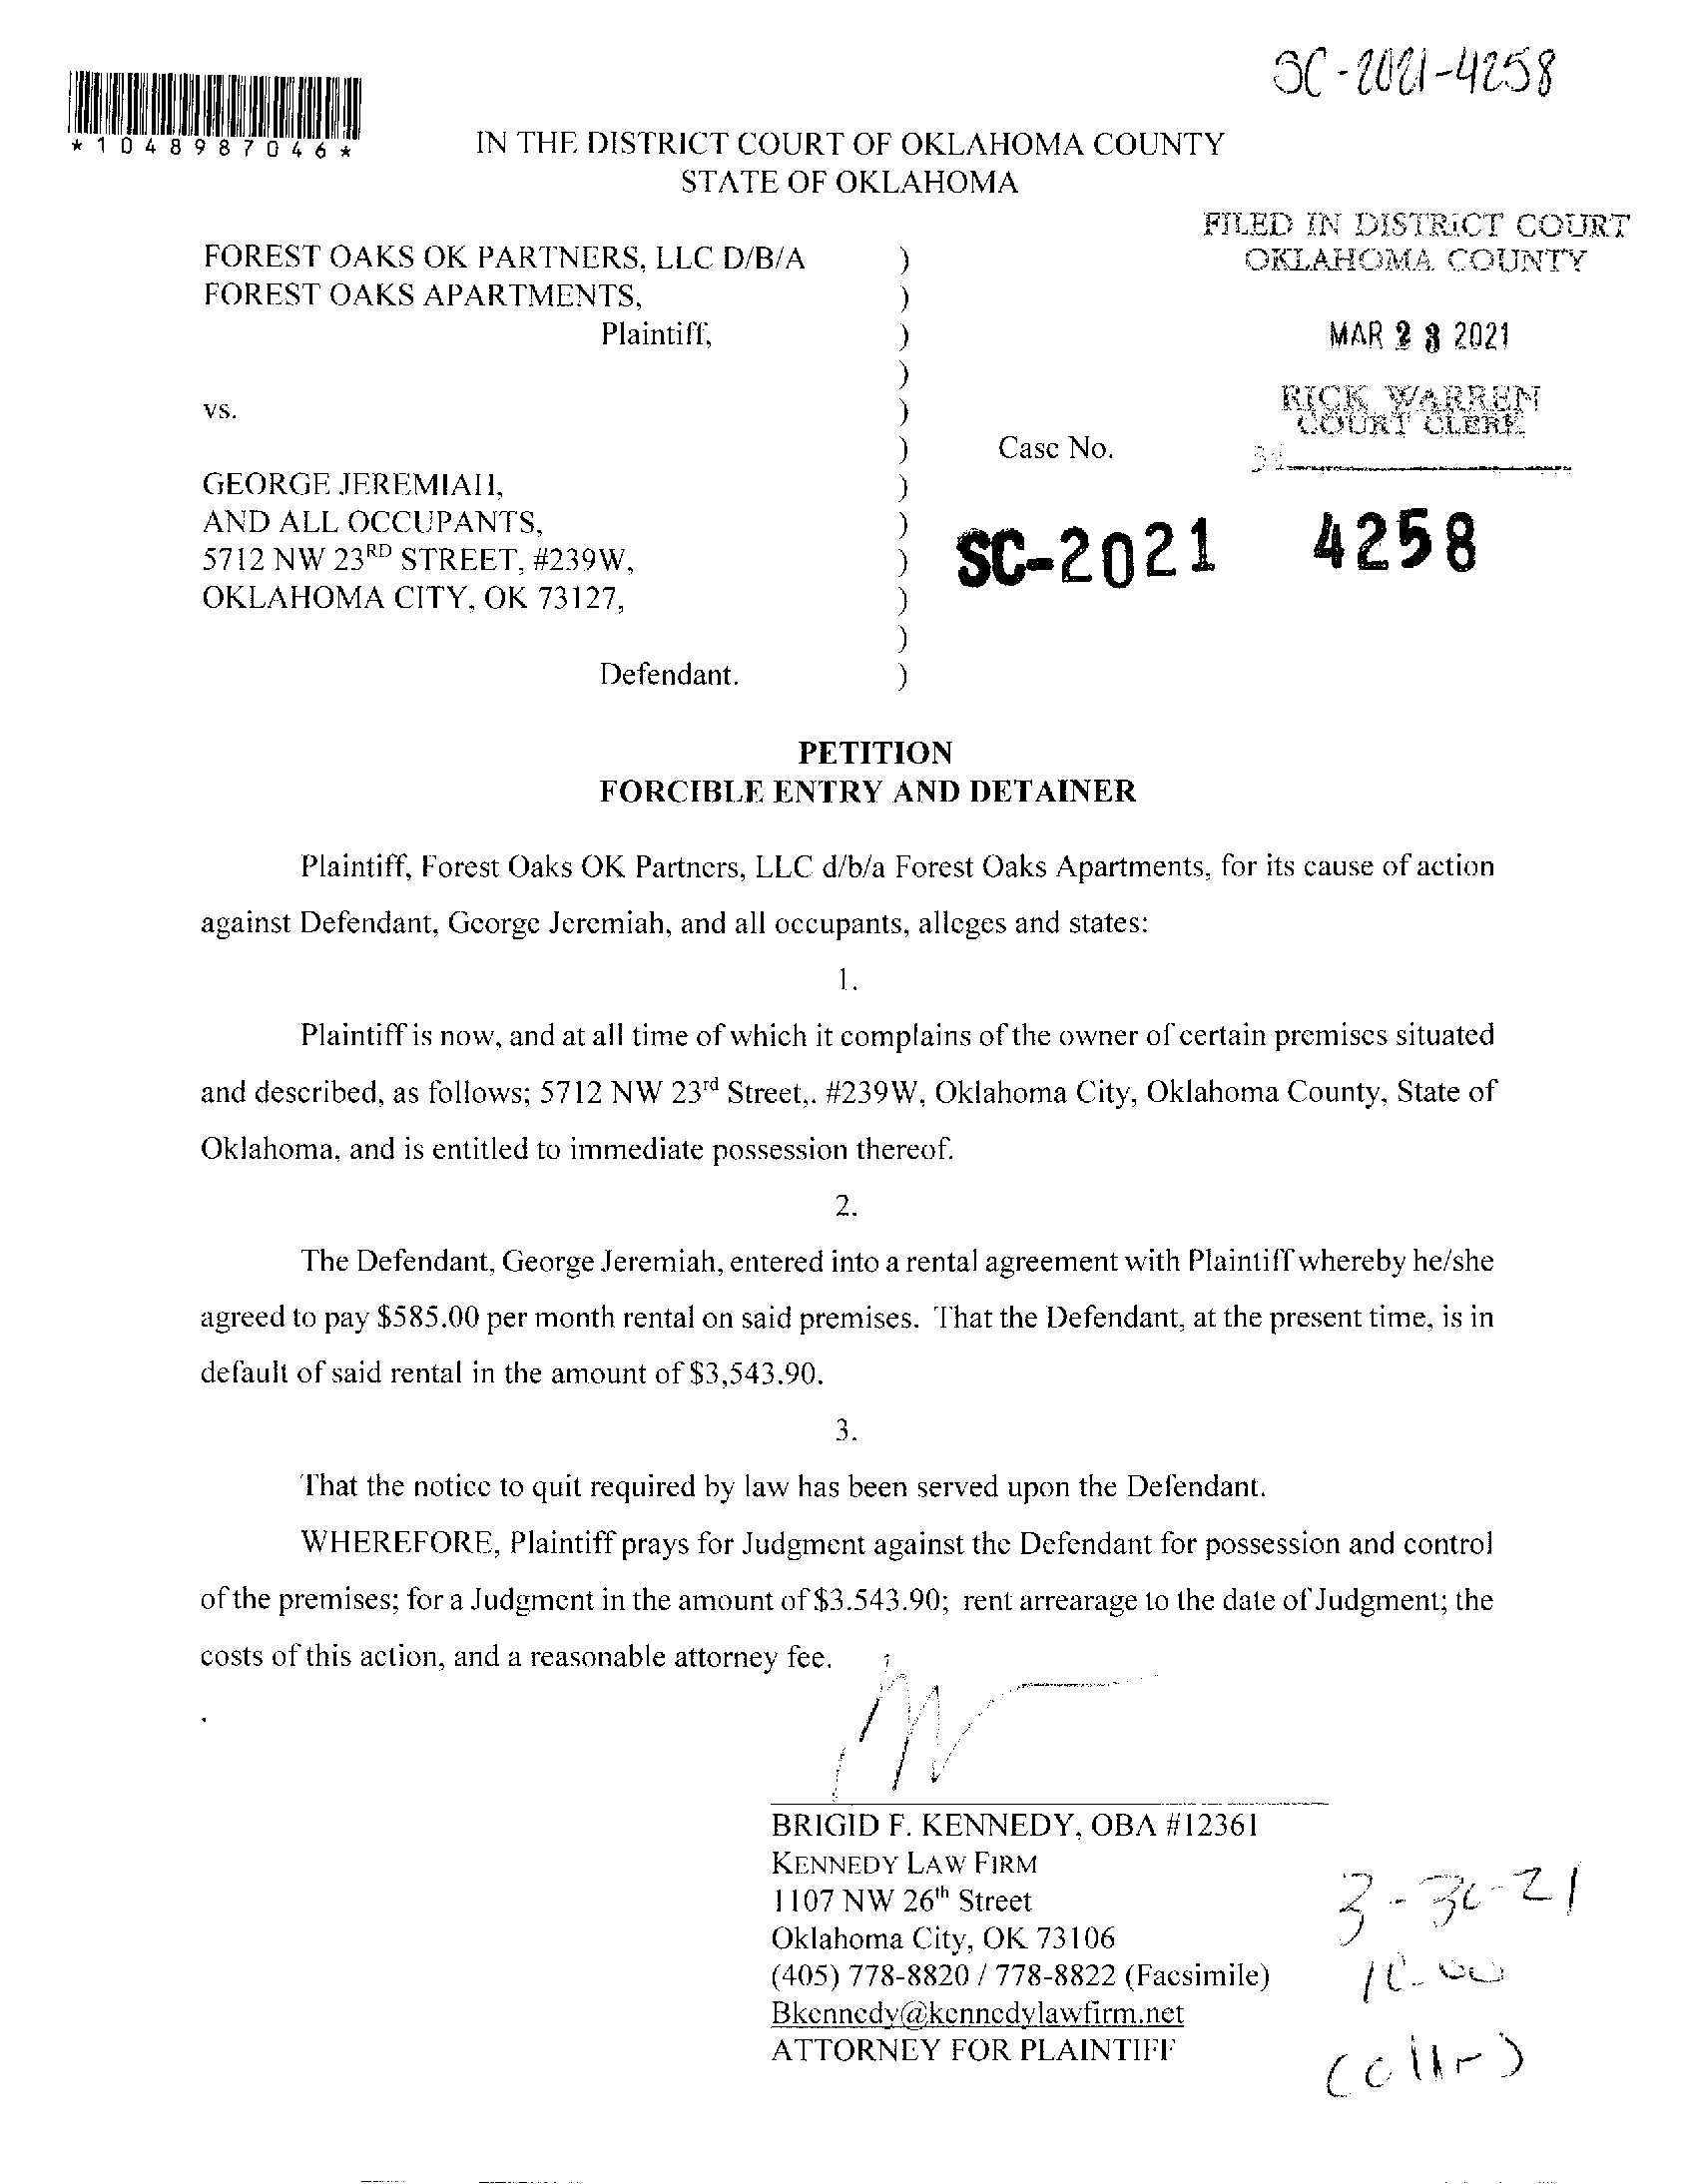 SC-2021-4258
*1048987046*
IN THE DISTRICT COURT OF OKLAHOMA COUNTY
STATE OF OKLAHOMA
FILED IN DISTRICT COURT
OKLAHOMA COUNTY
MAR 23 2021
RICK WARREN
COURT CLERK
FOREST OAKS OK PARTNERS, LLC D/B/A )
FOREST OAKS APARTMENTS, )
Plaintiff, )
)
vs. )
) Case No.
GEORGE JEREMIAH, )
AND ALL OCCUPANTS, )
5712 NW 23RD STREET, #239W, ) SC-2021 4258
OKLAHOMA CITY, OK 73127, )
)
Defendant. )
PETITION
FORCIBLE ENTRY AND DETAINER
Plaintiff, Forest Oaks OK Partners, LLC d/b/a Forest Oaks Apartments, for its cause of action
against Defendant, George Jeremiah, and all occupants, alleges and states:
1.
Plaintiff is now, and at all time of which it complains of the owner of certain premises situated
and described, as follows; 5712 NW 23rd Street,. #239W, Oklahoma City, Oklahoma County, State of
Oklahoma, and is entitled to immediate possession thereof.
2.
The Defendant, George Jeremiah, entered into a rental agreement with Plaintiff whereby he/she
agreed to pay $585.00 per month rental on said premises. That the Defendant, at the present time, is in
default of said rental in the amount of $3,543.90.
3.
That the notice to quit required by law has been served upon the Defendant.
WHEREFORE, Plaintiff prays for Judgment against the Defendant for possession and control
of the premises; for a Judgment in the amount of $3.543.90; rent arrearage to the date of Judgment; the
costs of this action, and a reasonable attorney fee.
.
BRIGID F. KENNEDY, OBA #12361
KENNEDY LAW FIRM
1107 NW 26th Street
Oklahoma City, OK 73106
(405) 778-8820 / 778-8822 (Facsimile)
Bkennedy@kennedylawfirm.net
ATTORNEY FOR PLAINTIFF
3-30-21
10:00